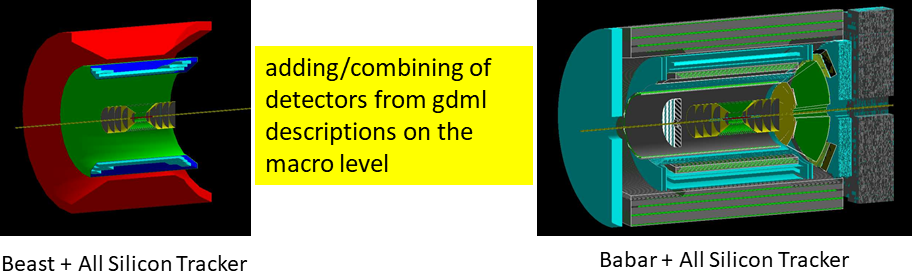 adding/combining of
detectors from gdml
descriptions on the
macro level
Beast + All Silicon Tracker
Babar + All Silicon Tracker